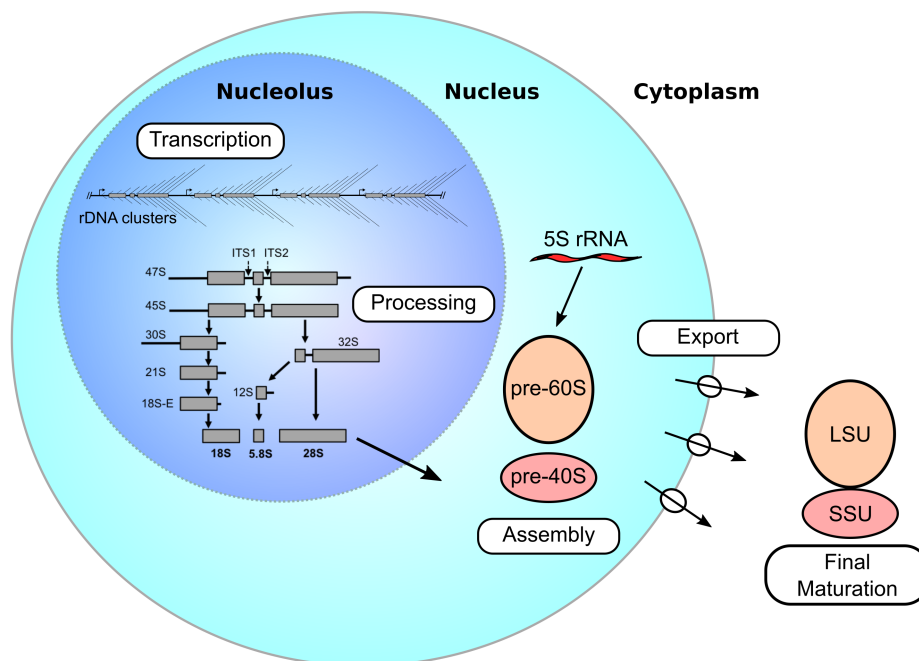 Nucleolus
Nucleus
Cytoplasm
Transcription
rDNA clusters
5S rRNA
ITS1
ITS2
47S
Processing
45S
Export
30S
32S
21S
pre-60S
12S
18S-E
LSU
18S
5.8S
28S
pre-40S
SSU
Assembly
Final
Maturation